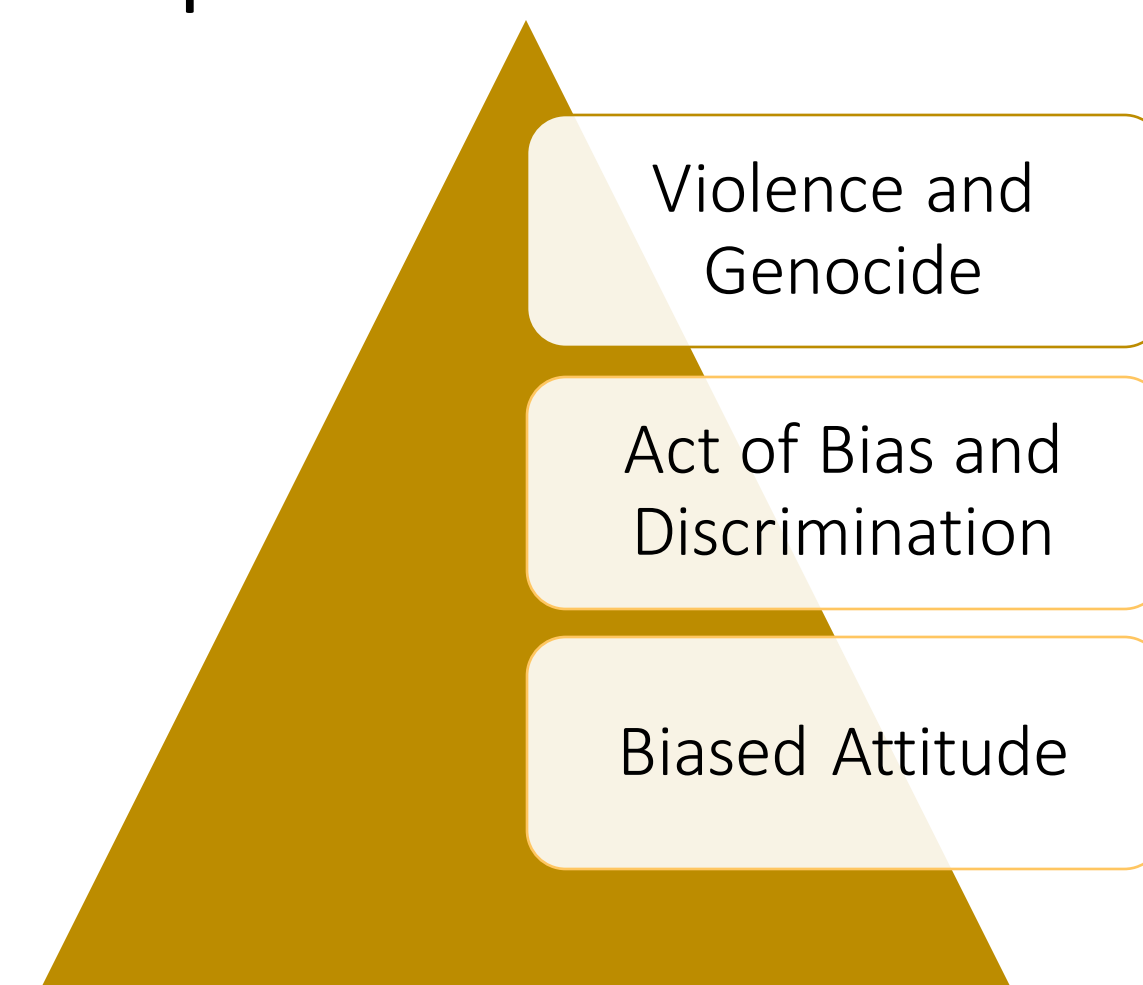 Violence and
Genocide
Act of Bias and
Discrimination
Biased Attitude